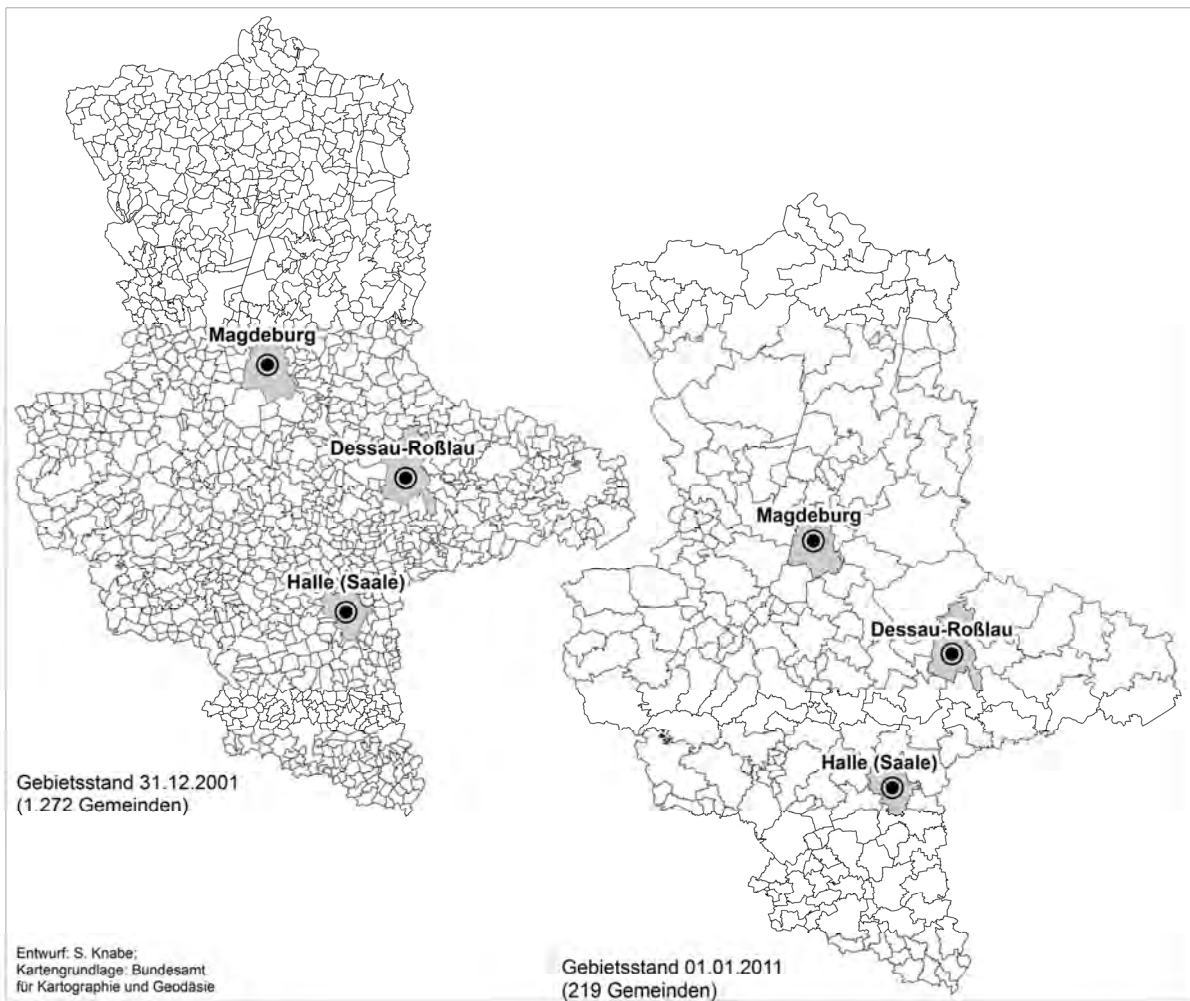 Magdeburg
Dessau-Roßlau
Halle (Saale)
Gebietsstand 31.12.2001
(1.272 Gemeinden)
Entwurf: S. Knabe;
Kartengrundlage: Bundesamt
für Kartographie und Geodäsie
Magdeburg
Dessau-Roßlau
Halle (Saale)
Gebietsstand 01.01.2011
(219 Gemeinden)